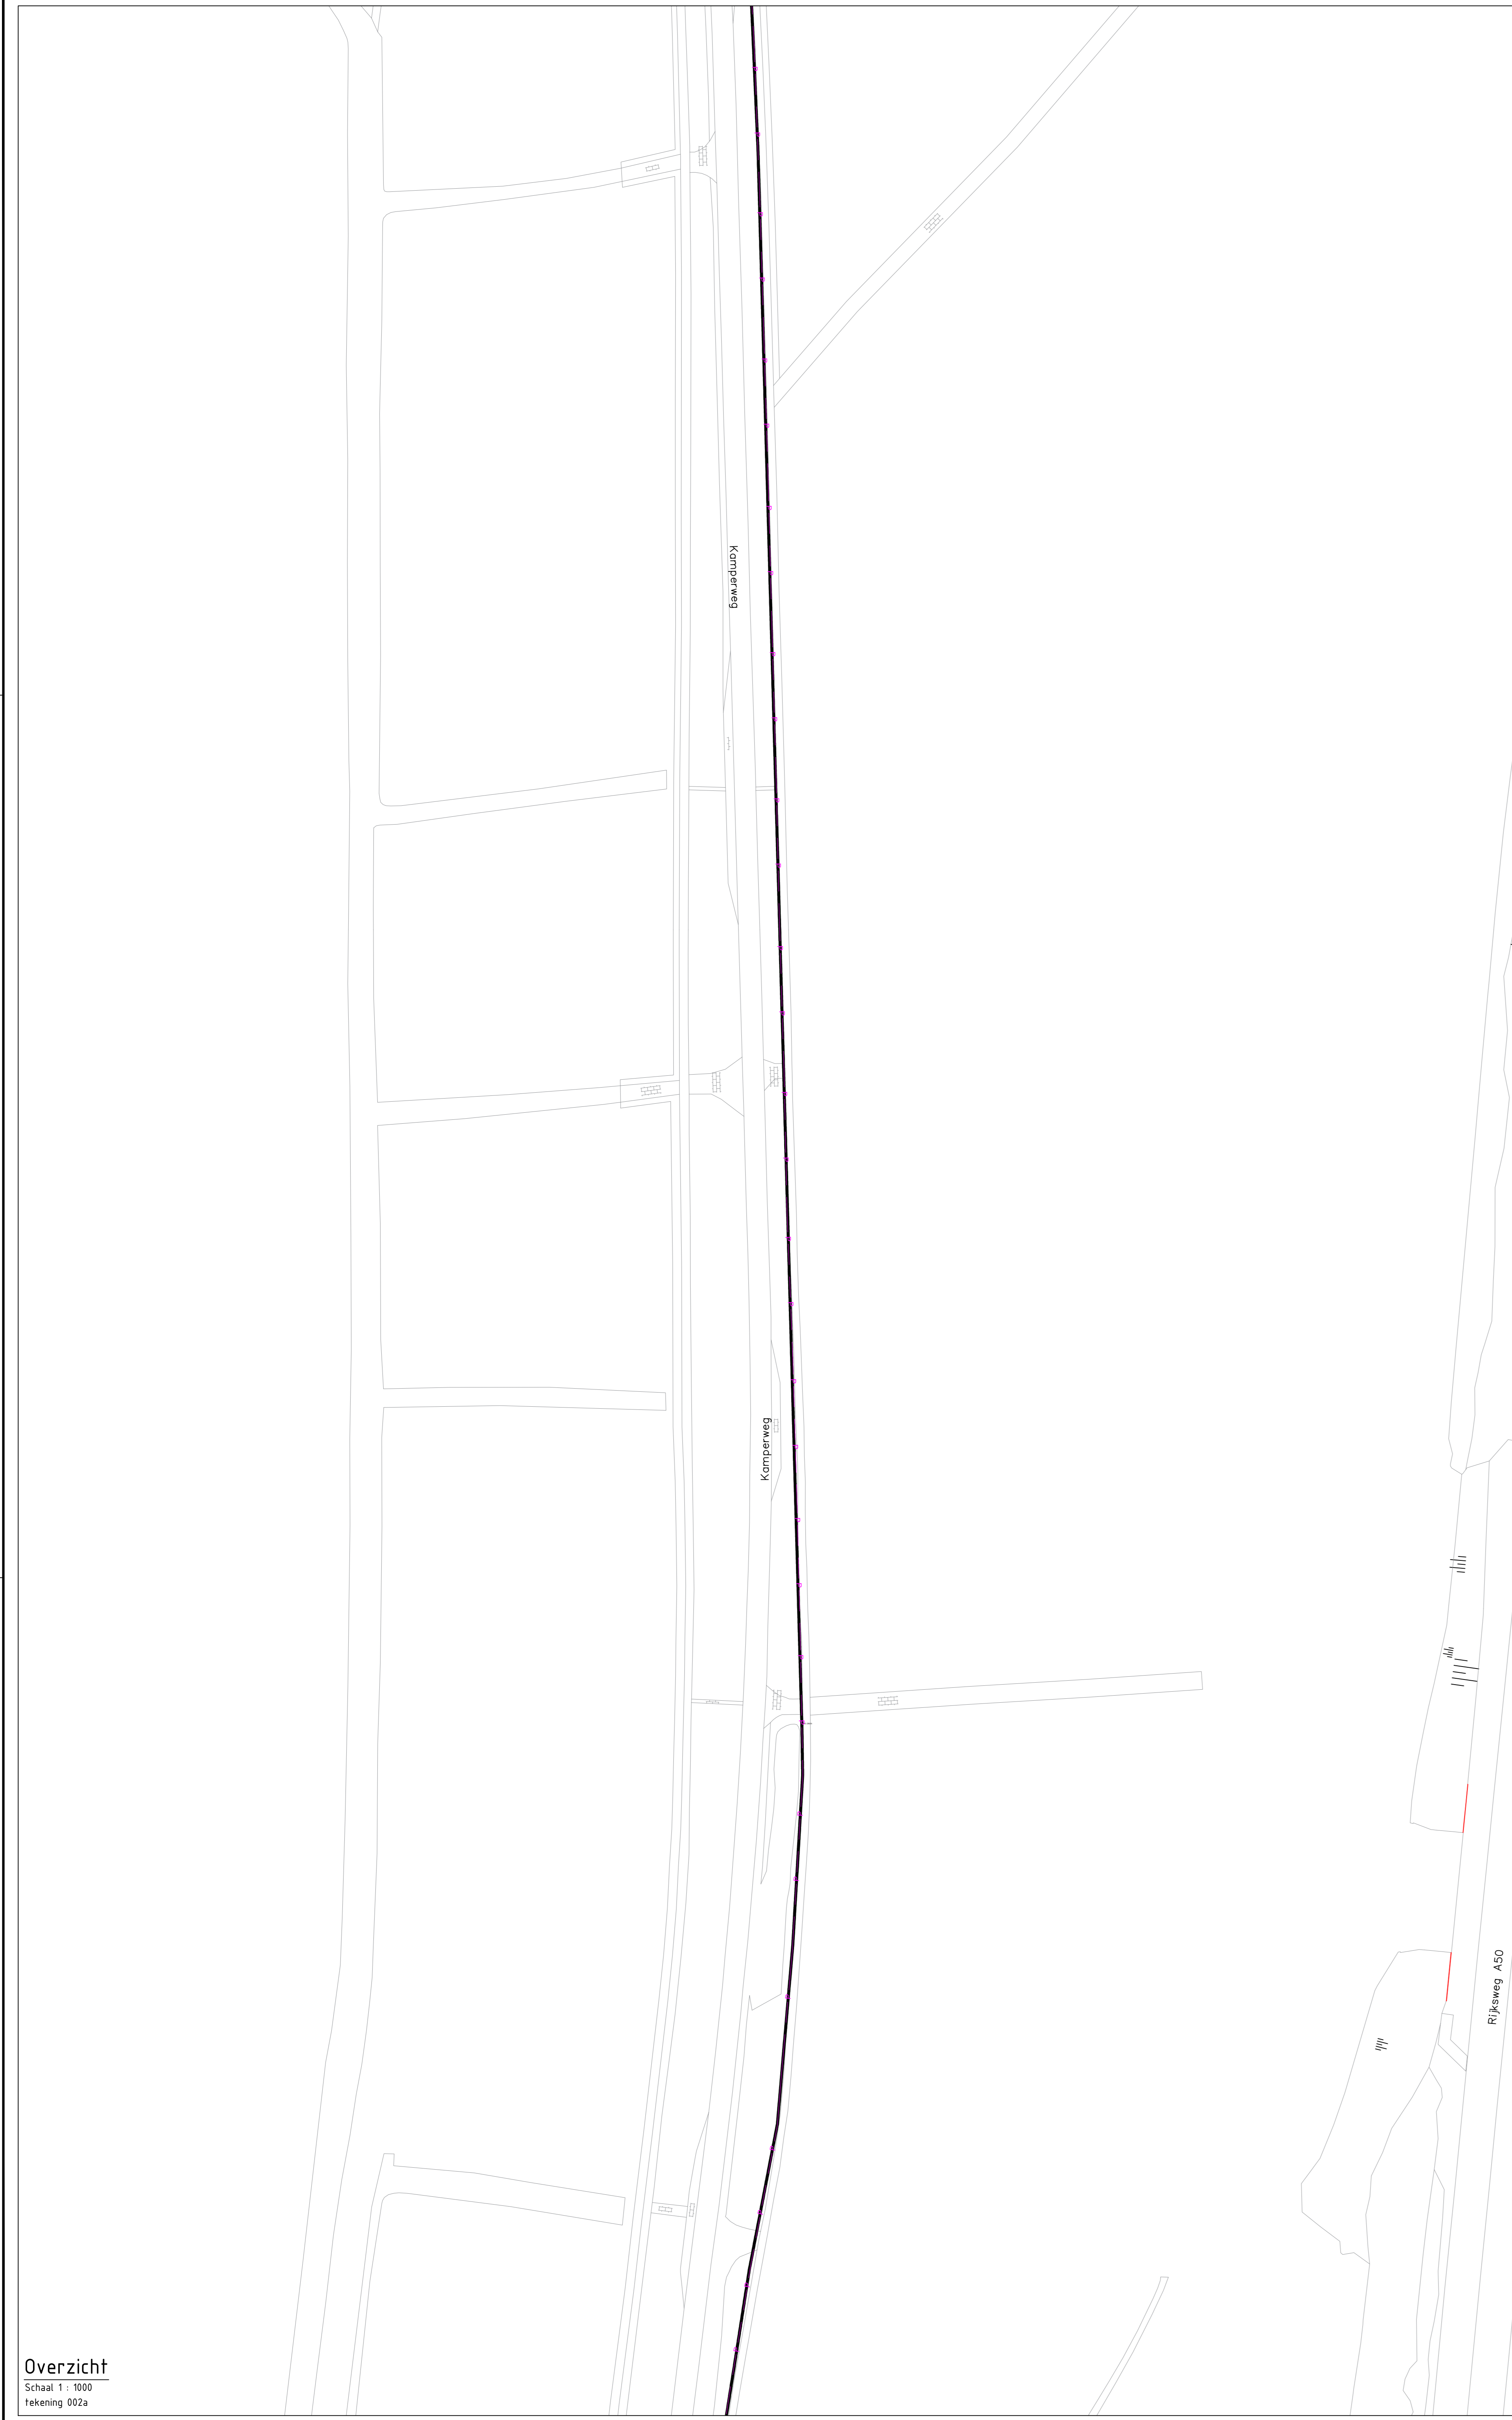 Kamperweg
Kamperweg
Rijksweg A50
Overzicht
Schaal 1 : 1000
tekening 002a